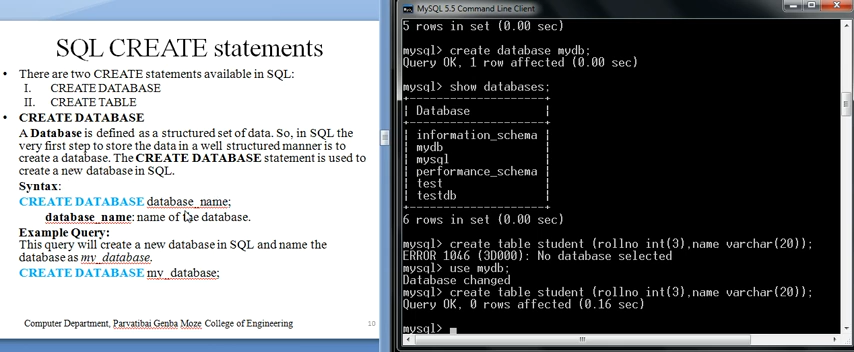 SQL CREATE statements
• There are two CREATE statements available in SQL:
I. CREATE DATABASE
II. CREATE TABLE
• CREATE DATABASE
A Database is defined as a structured set of data. So, in SQL the
very first step to store the data in a well structured manner is to
create a database. The CREATE DATABASE statement is used to
create a new database in SQL.
Syntax:
CREATE DATABASE database_name;
database_name: name of the database.
Example Query:
This query will create a new database in SQL and name the
database as my_database.
CREATE DATABASE my_database;
Computer Department, Parvatibai Genba Moze College of Engineering
10
MySQL 5.5 Command Line Client
5 rows in set (0.00 sec)
mysql> create database mydb;
Query OK, 1 row affected (0.00 sec)
mysql> show databases;
+--------------------+
| Database           |
+--------------------+
| information_schema |
| mydb               |
| mysql              |
| performance_schema |
| test               |
| testdb             |
+--------------------+
6 rows in set (0.00 sec)
mysql> create table student (rollno int(3),name varchar(20));
ERROR 1046 (3D000): No database selected
mysql> use mydb;
Database changed
mysql> create table student (rollno int(3),name varchar(20));
Query OK, 0 rows affected (0.16 sec)
mysql> _